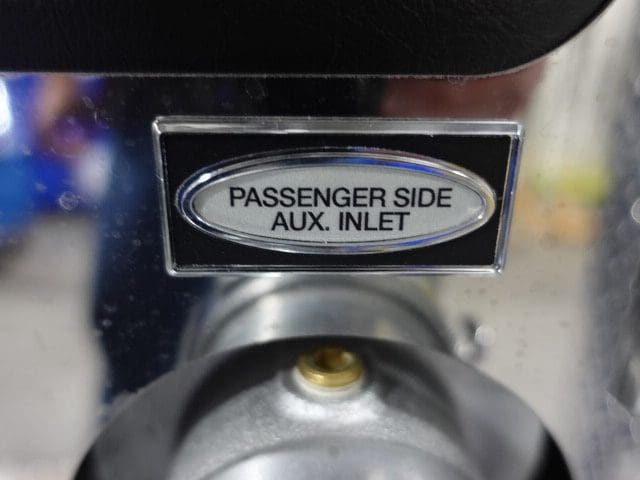 PASSENGER SIDE
AUX. INLET